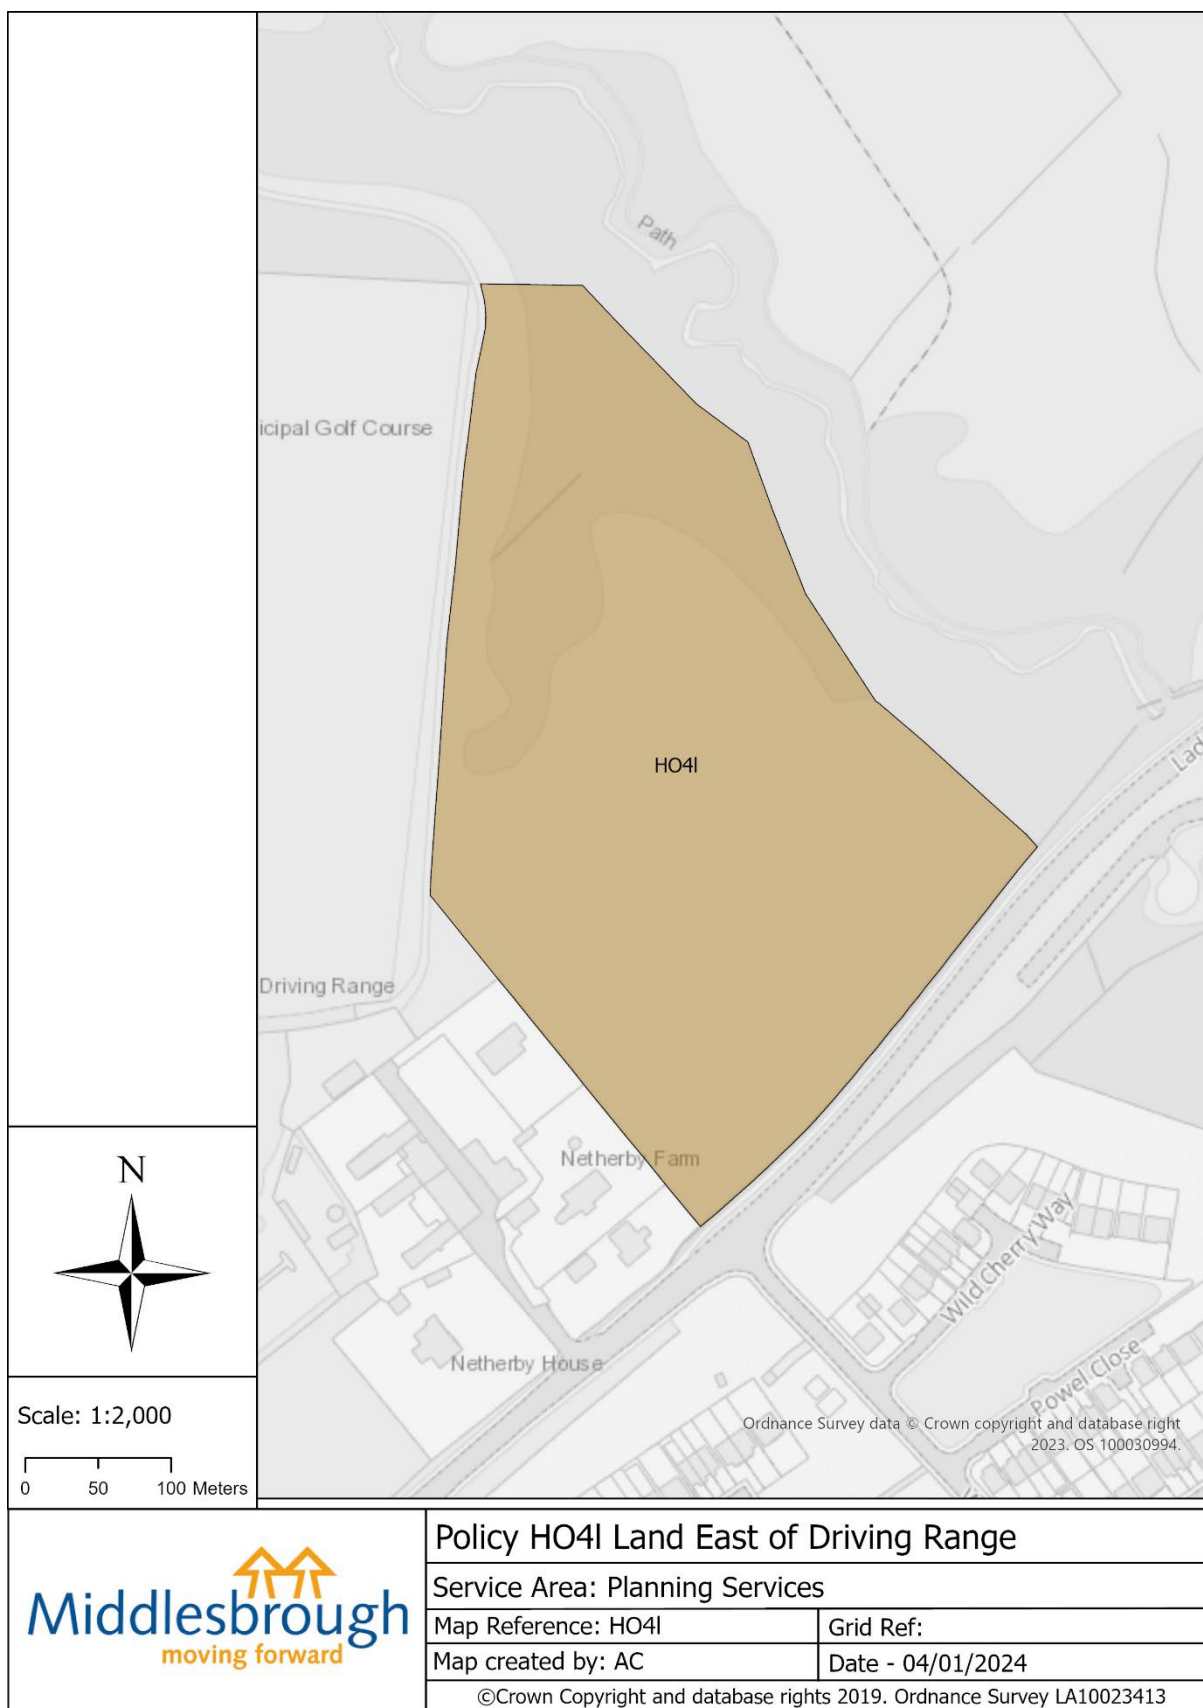 Path
icipal Golf Course
HO4l
Lad
Driving Range
Netherby Farm
Wild Cherry Way
Netherby House
Powel Close
Ordnance Survey data © Crown copyright and database right
2023. OS 100030994.
N
Scale: 1:2,000
0 50 100 Meters
Middlesbrough
moving forward
Policy HO4l Land East of Driving Range
Service Area: Planning Services
Map Reference: HO4l
Grid Ref:
Map created by: AC
Date - 04/01/2024
©Crown Copyright and database rights 2019. Ordnance Survey LA10023413